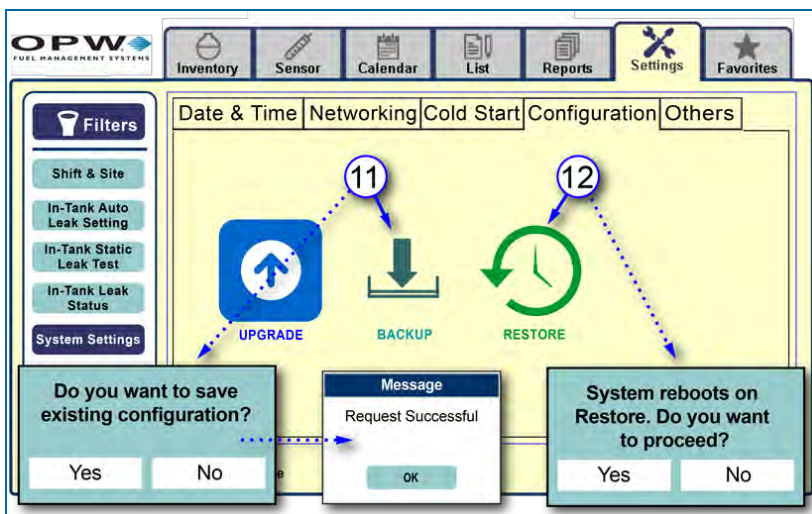 OPW
FUEL MANAGEMENT SYSTEMS
Inventory
Sensor
Calendar
List
Reports
Settings
Favorites
Filters
Shift & Site
In-Tank Auto
Leak Setting
In-Tank Static
Leak Test
In-Tank Leak
Status
System Settings
Date & Time
Networking
Cold Start
Configuration
Others
11
12
UPGRADE
BACKUP
RESTORE
Do you want to save
existing configuration?
Yes
No
Message
Request Successful
OK
System reboots on
Restore. Do you want
to proceed?
Yes
No